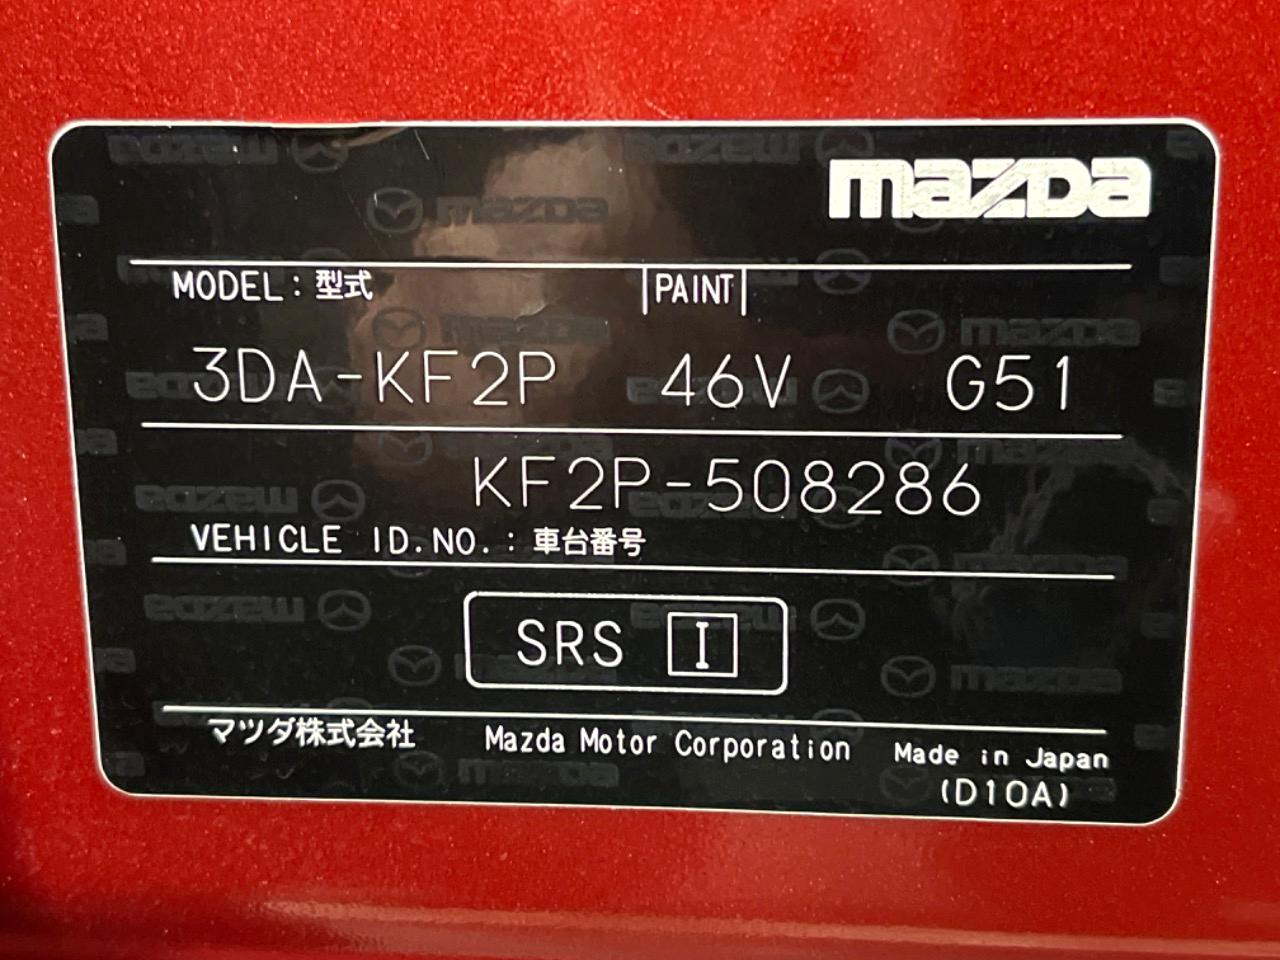 mazda
MODEL: 型式 PAINT
3DA-KF2P 46V G51
KF2P-508286
VEHICLE ID.NO.: 車台番号
SRS I
マツダ株式会社 Mazda Motor Corporation Made in Japan
(D10A)